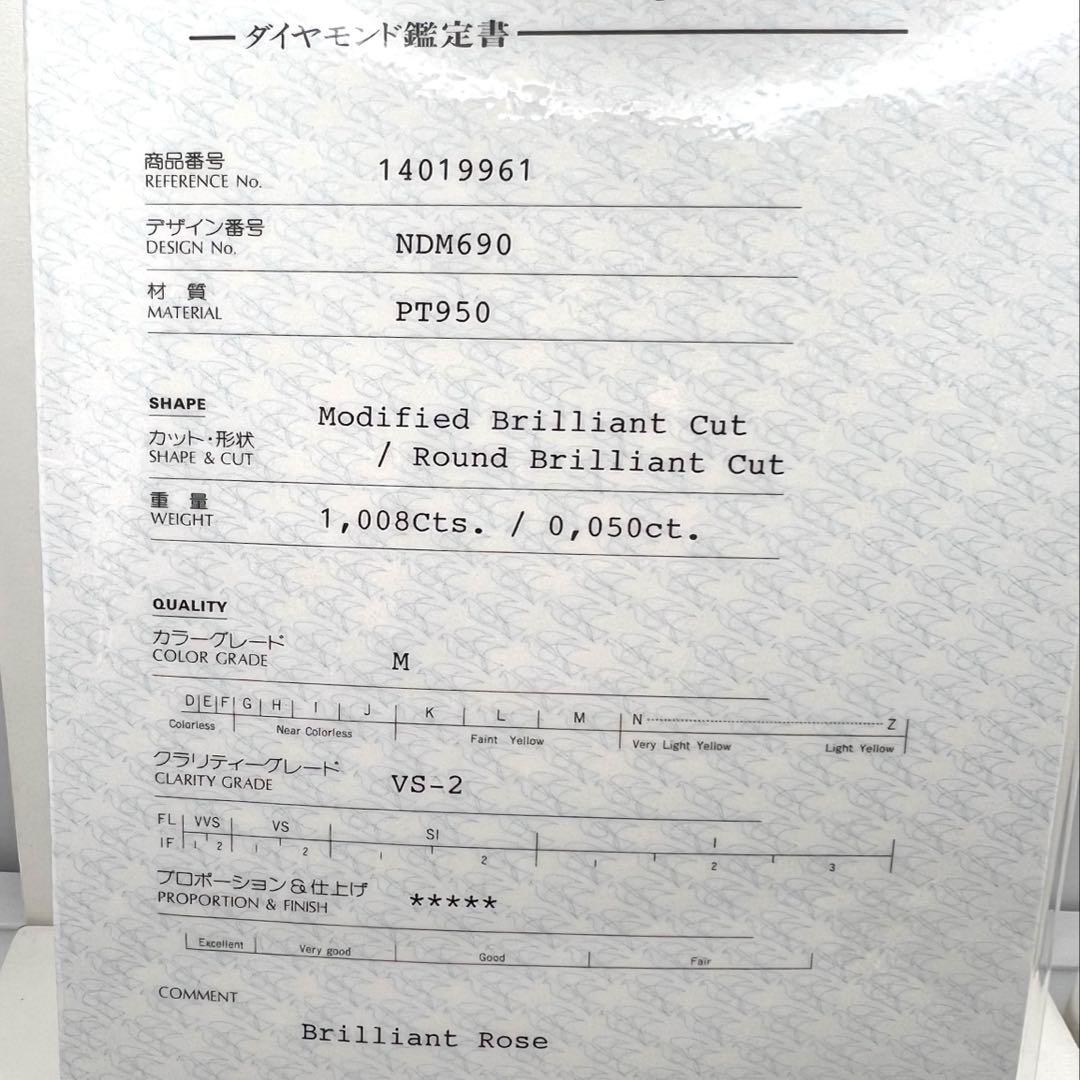 ダイヤモンド鑑定書
商品番号
REFERENCE No. 14019961
デザイン番号
DESIGN No. NDM690
材 質
MATERIAL PT950
SHAPE
カット・形状
SHAPE & CUT
Modified Brilliant Cut
/ Round Brilliant Cut
重 量
WEIGHT 1,008Cts. / 0,050ct.
QUALITY
カラーグレード
COLOR GRADE M
D E F G H I J K L M N Z
Colorless Near Colorless Faint Yellow Very Light Yellow Light Yellow
クラリティーグレード
CLARITY GRADE VS-2
FL VVS VS SI I
IF 1 2 1 2 1 2 1 2 3
プロポーション&仕上げ
PROPORTION & FINISH *****
Excellent Very good Good Fair
COMMENT
Brilliant Rose